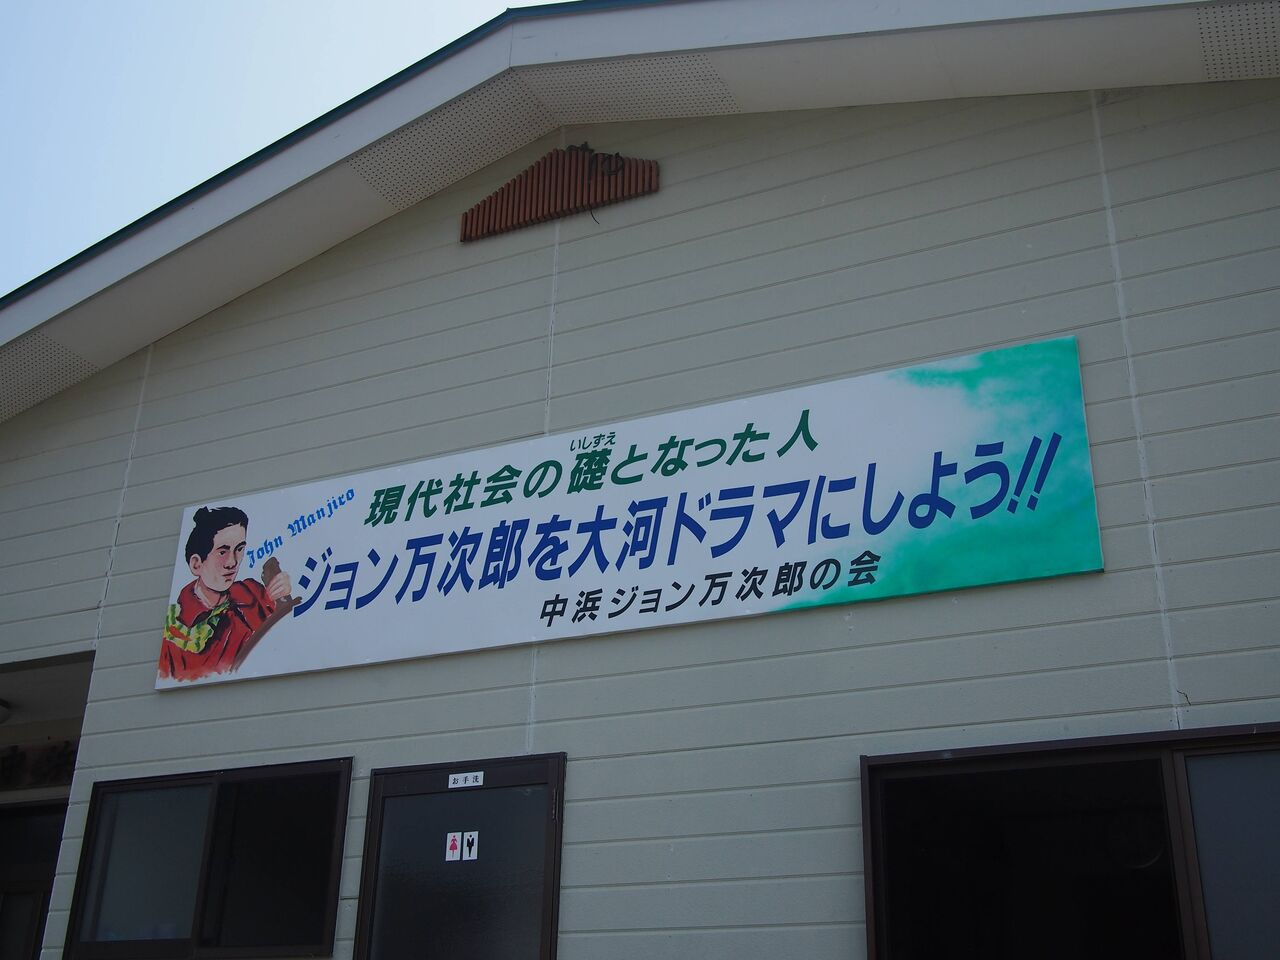 いしずえ
現代社会の礎となった人
John Manjiro
ジョン万次郎を大河ドラマにしよう!!
中浜ジョン万次郎の会
お手洗